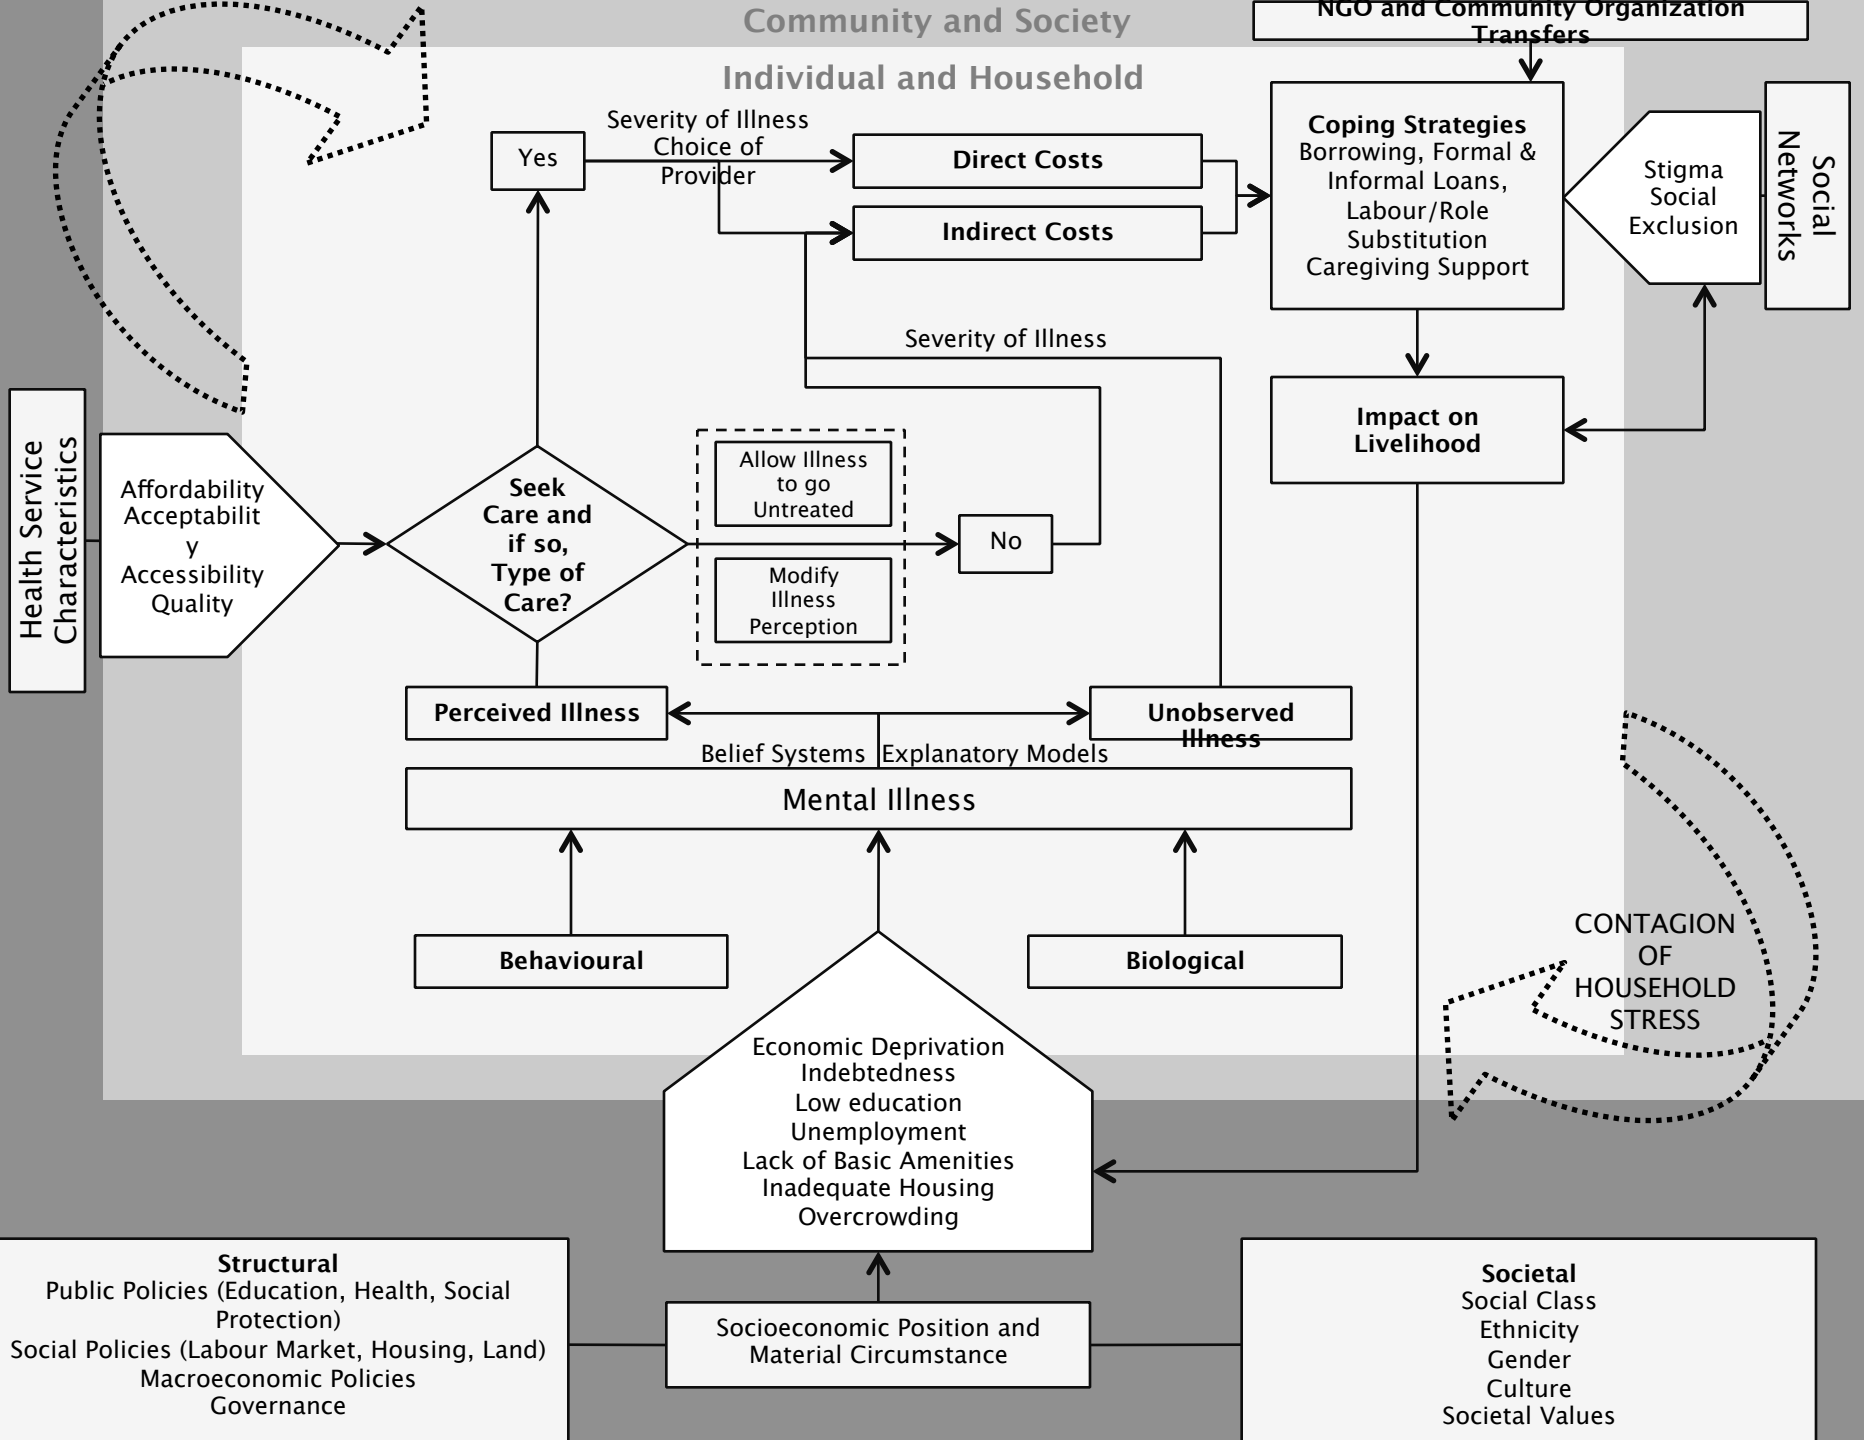 Community and Society
NGO and Community Organization
Transfers
Individual and Household
Severity of Illness
Choice of
Provider
Yes
Direct Costs
Indirect Costs
Coping Strategies
Borrowing, Formal &
Informal Loans,
Labour/Role
Substitution
Caregiving Support
Stigma
Social
Exclusion
Social
Networks
Severity of Illness
Impact on
Livelihood
Health Service
Characteristics
Affordability
Acceptabilit
y
Accessibility
Quality
Seek
Care and
if so,
Type of
Care?
Allow Illness
to go
Untreated
Modify
Illness
Perception
No
Perceived Illness
Unobserved
Illness
Belief Systems
Explanatory Models
Mental Illness
Behavioural
Biological
CONTAGION
OF
HOUSEHOLD
STRESS
Economic Deprivation
Indebtedness
Low education
Unemployment
Lack of Basic Amenities
Inadequate Housing
Overcrowding
Structural
Public Policies (Education, Health, Social
Protection)
Social Policies (Labour Market, Housing, Land)
Macroeconomic Policies
Governance
Socioeconomic Position and
Material Circumstance
Societal
Social Class
Ethnicity
Gender
Culture
Societal Values